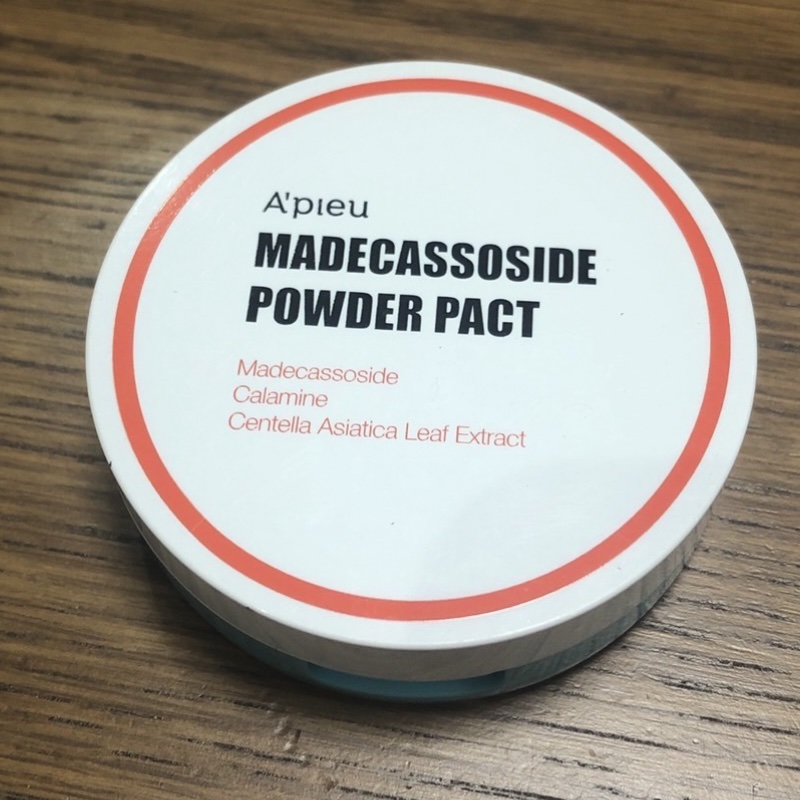 A'pieu
MADECASSOSIDE
POWDER PACT
Madecassoside
Calamine
Centella Asiatica Leaf Extract